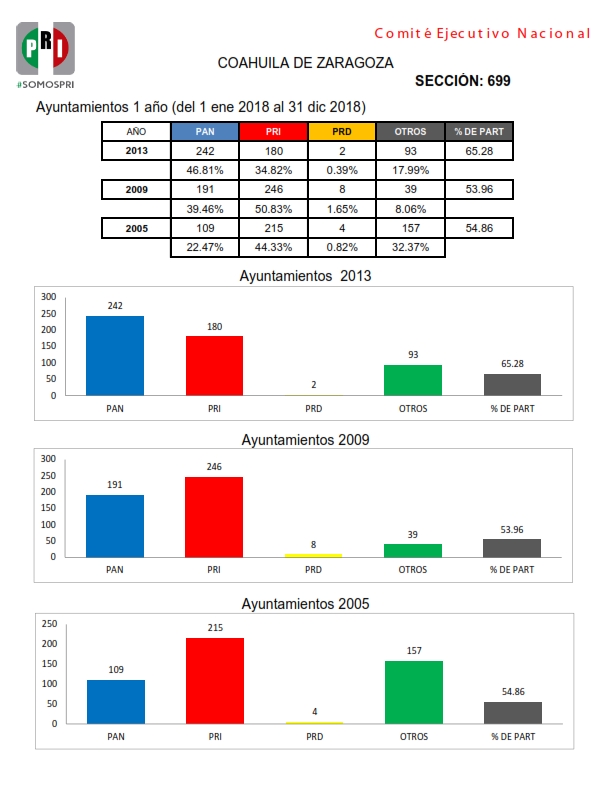 Comité Ejecutivo Nacional
PRI
#SOMOSPRI
COAHUILA DE ZARAGOZA
SECCIÓN: 699
Ayuntamientos 1 año (del 1 ene 2018 al 31 dic 2018)
AÑO PAN PRI PRD OTROS % DE PART
2013 242 180 2 93 65.28
46.81% 34.82% 0.39% 17.99%
2009 191 246 8 39 53.96
39.46% 50.83% 1.65% 8.06%
2005 109 215 4 157 54.86
22.47% 44.33% 0.82% 32.37%
Ayuntamientos 2013
300
250
200
150
100
50
0
242
180
2
93
65.28
PAN PRI PRD OTROS % DE PART
Ayuntamientos 2009
300
250
200
150
100
50
0
191
246
8
39
53.96
PAN PRI PRD OTROS % DE PART
Ayuntamientos 2005
250
200
150
100
50
0
109
215
4
157
54.86
PAN PRI PRD OTROS % DE PART